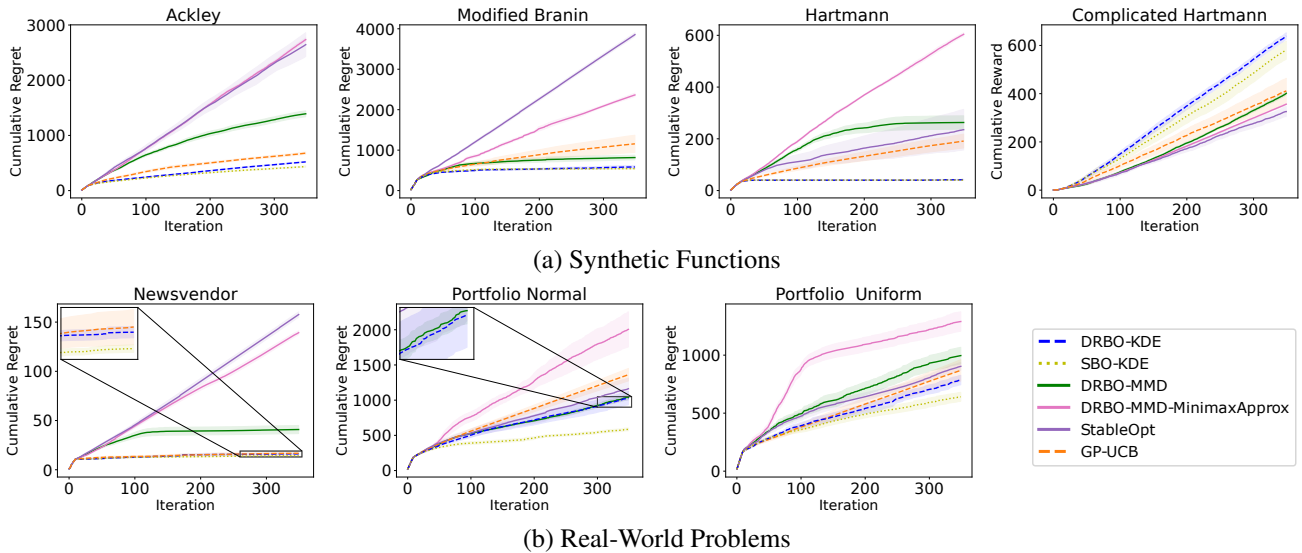 Ackley
Modified Branin
Hartmann
Complicated Hartmann
Cumulative Regret
3000
2000
1000
0
0
100
200
300
Iteration
Cumulative Regret
4000
3000
2000
1000
0
0
100
200
300
Iteration
Cumulative Regret
600
400
200
0
0
100
200
300
Iteration
Cumulative Reward
600
400
200
0
0
100
200
300
Iteration
(a) Synthetic Functions
Newsvendor
Portfolio Normal
Portfolio Uniform
Cumulative Regret
150
100
50
0
0
100
200
300
Iteration
Cumulative Regret
2000
1500
1000
500
0
0
100
200
300
Iteration
Cumulative Regret
1000
500
0
0
100
200
300
Iteration
DRBO-KDE
SBO-KDE
DRBO-MMD
DRBO-MMD-MinimaxApprox
StableOpt
GP-UCB
(b) Real-World Problems